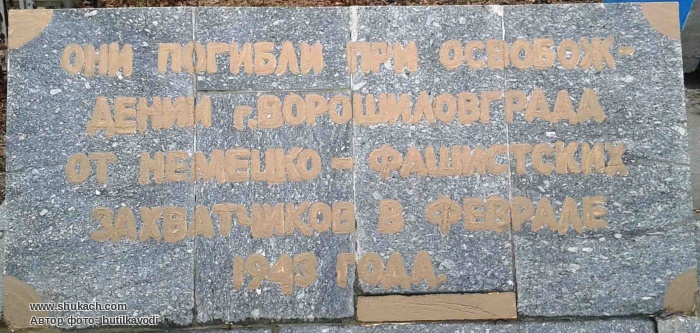 ОНИ ПОГИБЛИ ПРИ ОСВОБОЖ-
ДЕНИИ г.ВОРОШИЛОВГРАДА
ОТ НЕМЕЦКО-ФАШИСТСКИХ
ЗАХВАТЧИКОВ В ФЕВРАЛЕ
1943 ГОДА.
www.shukach.com
Автор фото- butilkavodi